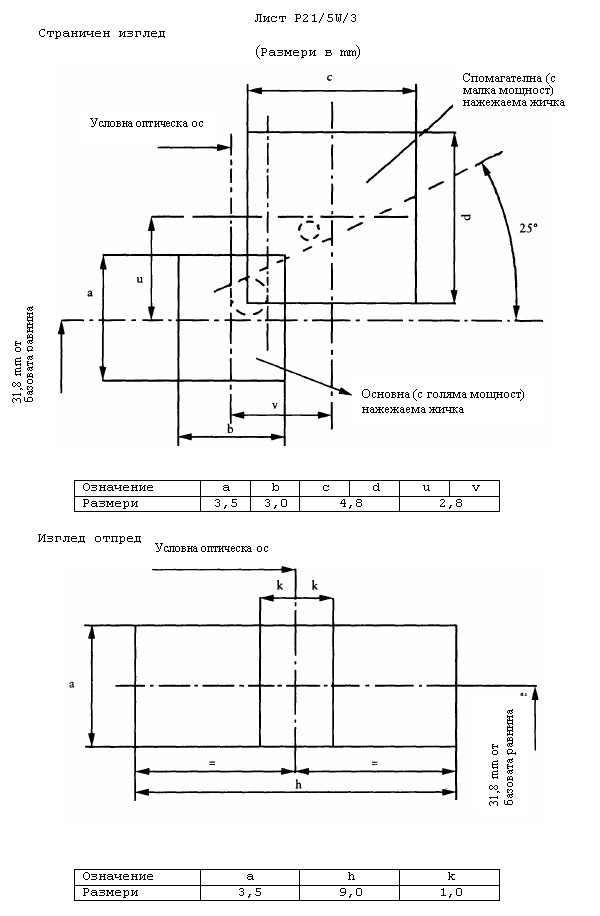 Лист P21/5W/3
Страничен изглед
(Размери в mm)
c
Спомагателна (с
малка мощност)
нажежаема жичка
Условна оптическа ос
d
25°
u
a
31,8 mm от
базовата равнина
Основна (с голяма мощност)
нажежаема жичка
v
b
Означение a b c d u v
Размери 3,5 3,0 4,8 2,8
Изглед отпред
Условна оптическа ос
k k
a
31,8 mm от
базовата равнина
= =
h
Означение a h k
Размери 3,5 9,0 1,0